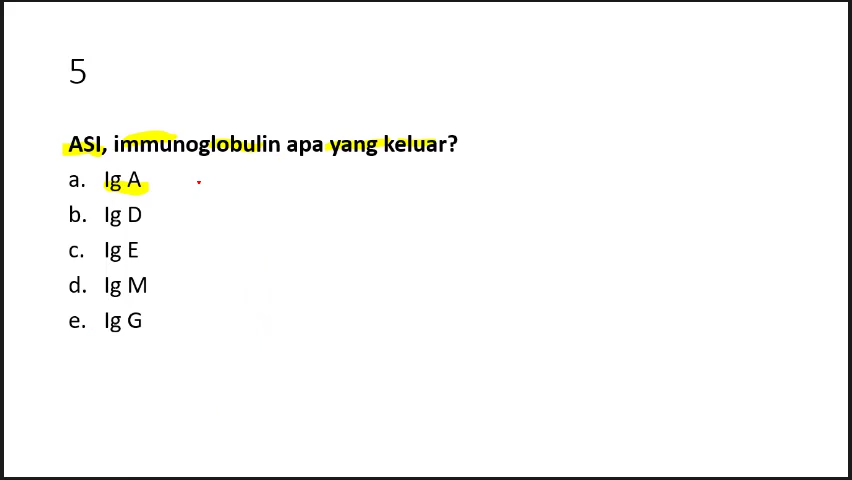 5
ASI, immunoglobulin apa yang keluar?
a. Ig A
b. Ig D
c. Ig E
d. Ig M
e. Ig G